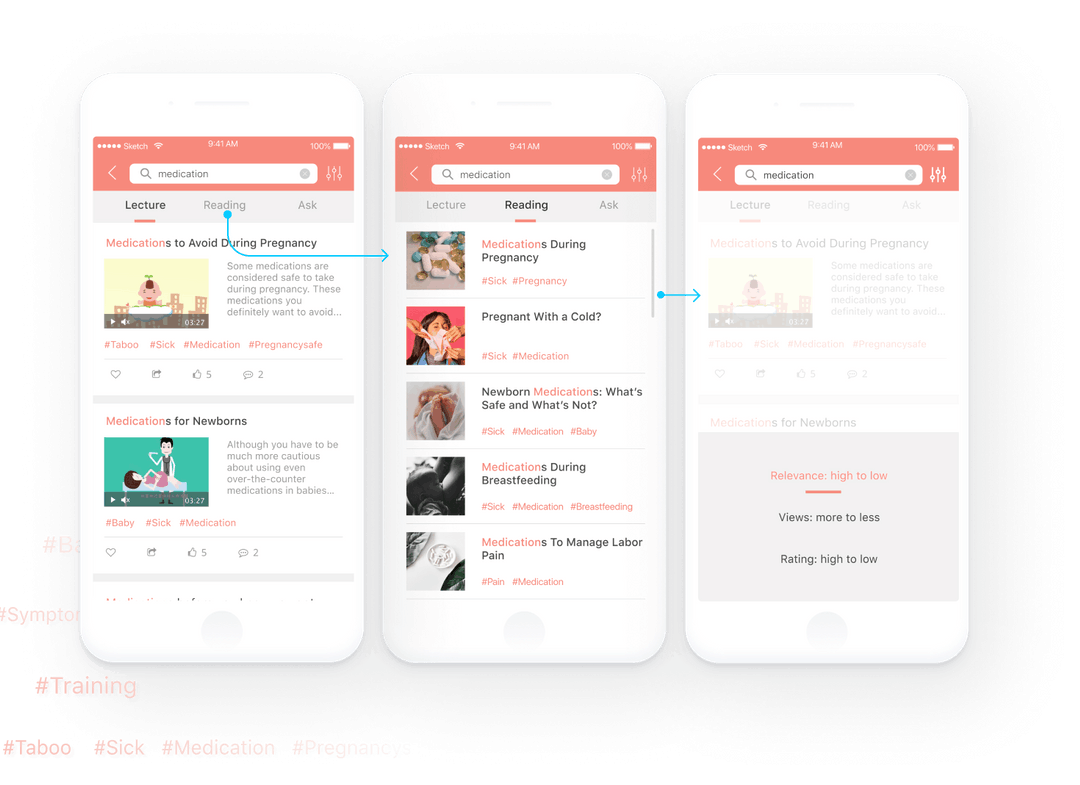 Sketch 9:41 AM 100%
medication
Lecture Reading Ask
Medications to Avoid During Pregnancy
Some medications are
considered safe to take
during pregnancy. These
medications you
definitely want to avoid...
03:27
#Taboo #Sick #Medication #Pregnancysafe
5 2
Medications for Newborns
Although you have to be
much more cautious
about using even
over-the-counter
medications in babies...
03:27
#Baby #Sick #Medication
5 2
Sketch 9:41 AM 100%
medication
Lecture Reading Ask
Medications During
Pregnancy
#Sick #Pregnancy
Pregnant With a Cold?
#Sick #Medication
Newborn Medications: What's
Safe and What's Not?
#Sick #Medication #Baby
Medications During
Breastfeeding
#Sick #Medication #Breastfeeding
Medications To Manage Labor
Pain
#Pain #Medication
Sketch 9:41 AM 100%
medication
Lecture Reading Ask
Medications to Avoid During Pregnancy
Some medications are
considered safe to take
during pregnancy. These
medications you
definitely want to avoid...
03:27
#Taboo #Sick #Medication #Pregnancysafe
5 2
Medications for Newborns
Relevance: high to low
Views: more to less
Rating: high to low
#Ba
#Sympto
#Training
#Taboo #Sick #Medication #Pregnancys